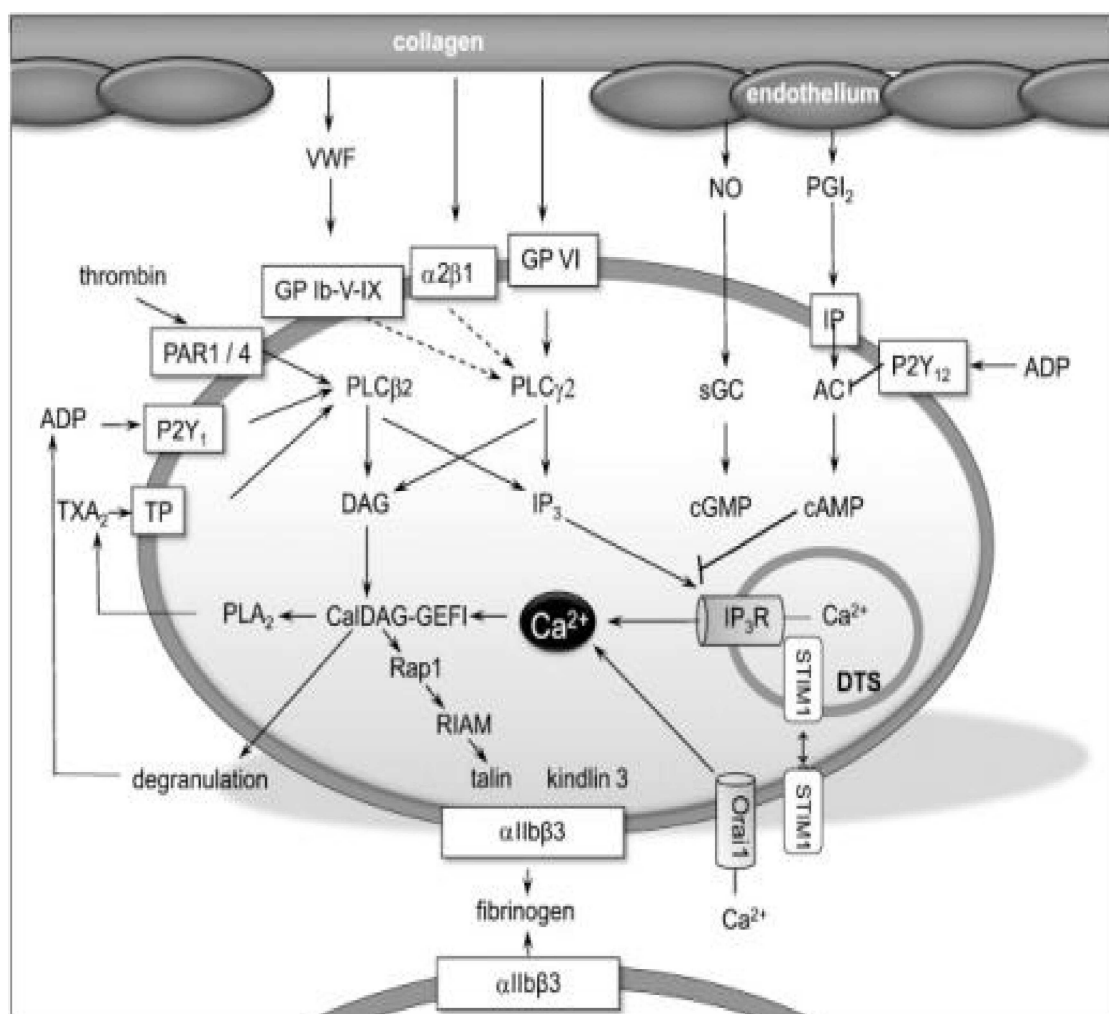 collagen
endothelium
VWF
NO
PGI₂
GP VI
α2β1
GP Ib-V-IX
thrombin
IP
PAR1 / 4
P2Y₁₂
ADP
PLCβ2
PLCγ2
sGC
AC
ADP
P2Y₁
TXA₂
TP
DAG
IP₃
cGMP
cAMP
PLA₂
CalDAG-GEFI
Ca²⁺
IP₃R
Ca²⁺
Rap1
STIM1
DTS
RIAM
degranulation
talin
kindlin 3
STIM1
Orai1
αIIbβ3
fibrinogen
Ca²⁺
αIIbβ3